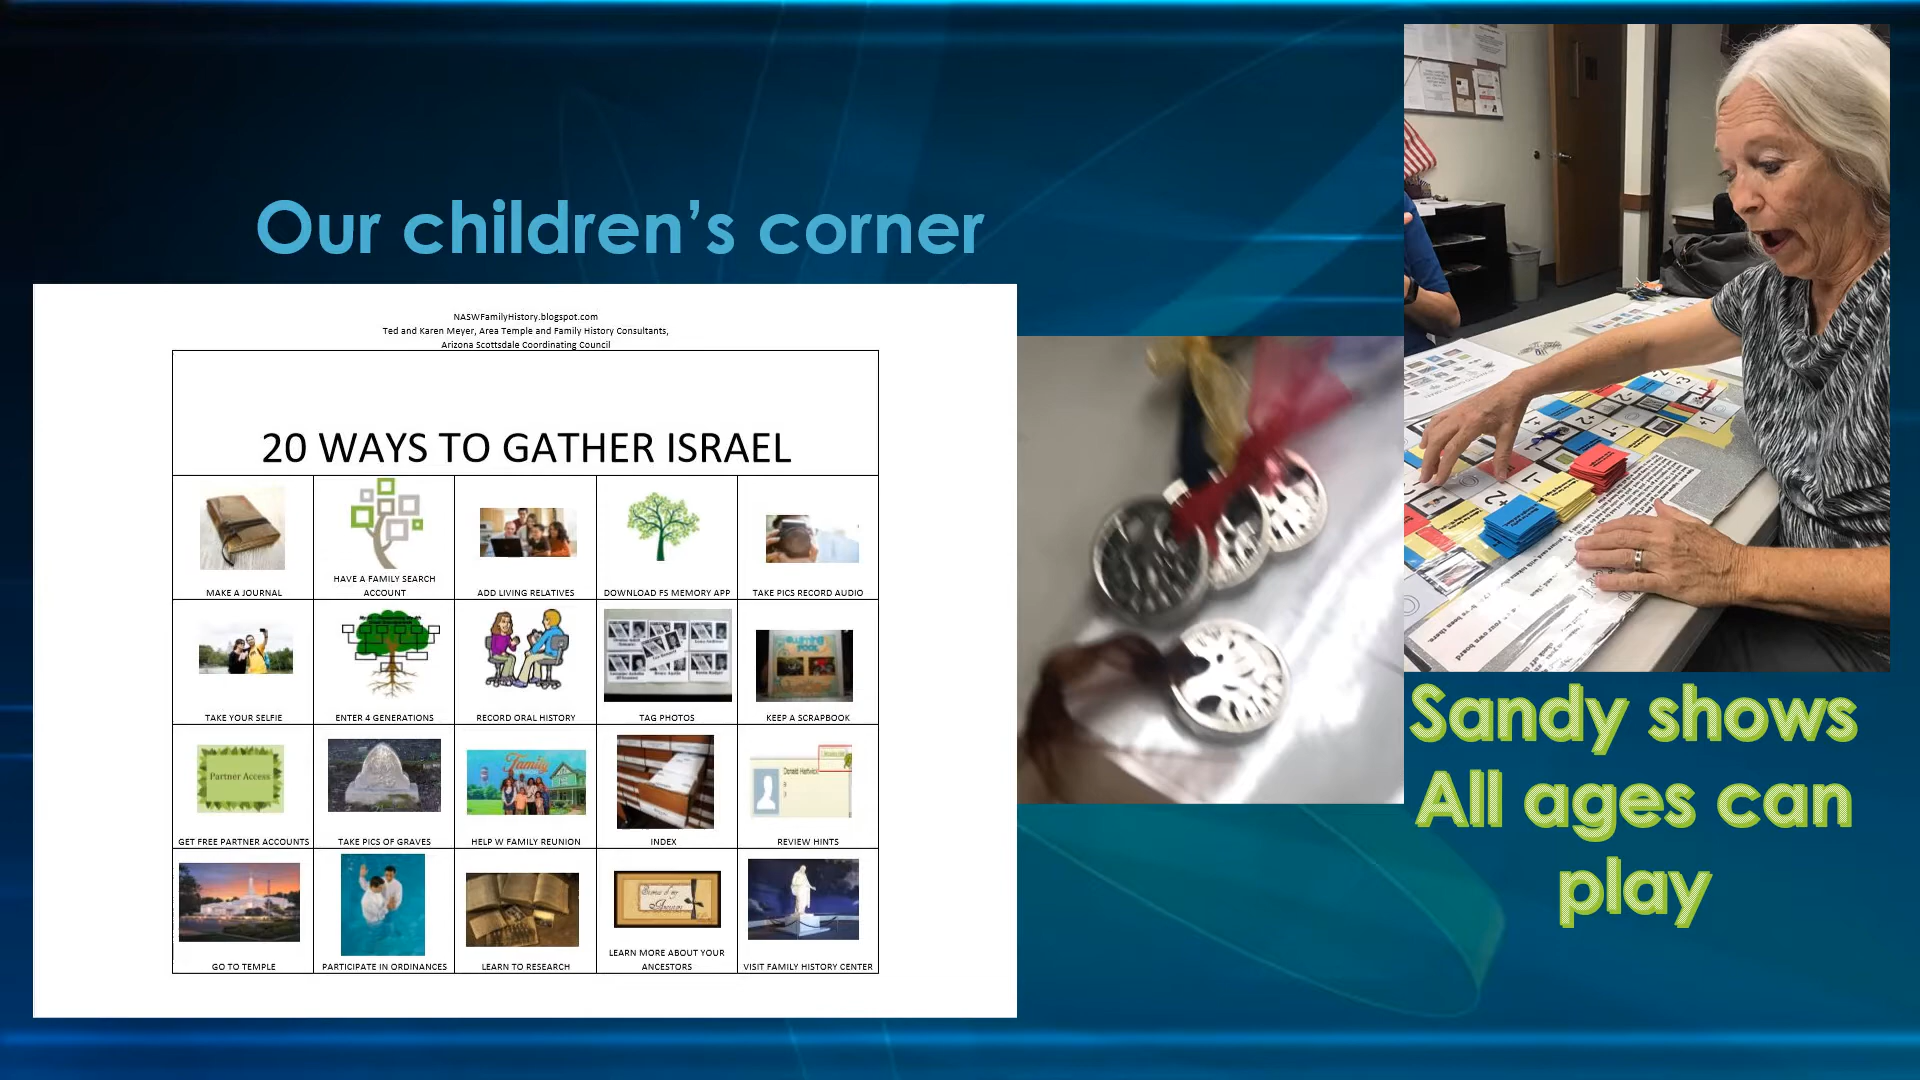 Our children's corner
NASWFamilyHistory.blogspot.com
Ted and Karen Meyer, Area Temple and Family History Consultants,
Arizona Scottsdale Coordinating Council
20 WAYS TO GATHER ISRAEL
MAKE A JOURNAL
HAVE A FAMILY SEARCH
ACCOUNT
ADD LIVING RELATIVES
DOWNLOAD FS MEMORY APP
TAKE PICS RECORD AUDIO
TAKE YOUR SELFIE
ENTER 4 GENERATIONS
RECORD ORAL HISTORY
TAG PHOTOS
KEEP A SCRAPBOOK
Partner Access
Family
Donald Hartwick
GET FREE PARTNER ACCOUNTS
TAKE PICS OF GRAVES
HELP W FAMILY REUNION
INDEX
REVIEW HINTS
GO TO TEMPLE
PARTICIPATE IN ORDINANCES
LEARN TO RESEARCH
LEARN MORE ABOUT YOUR
ANCESTORS
VISIT FAMILY HISTORY CENTER
Sandy shows
All ages can
play